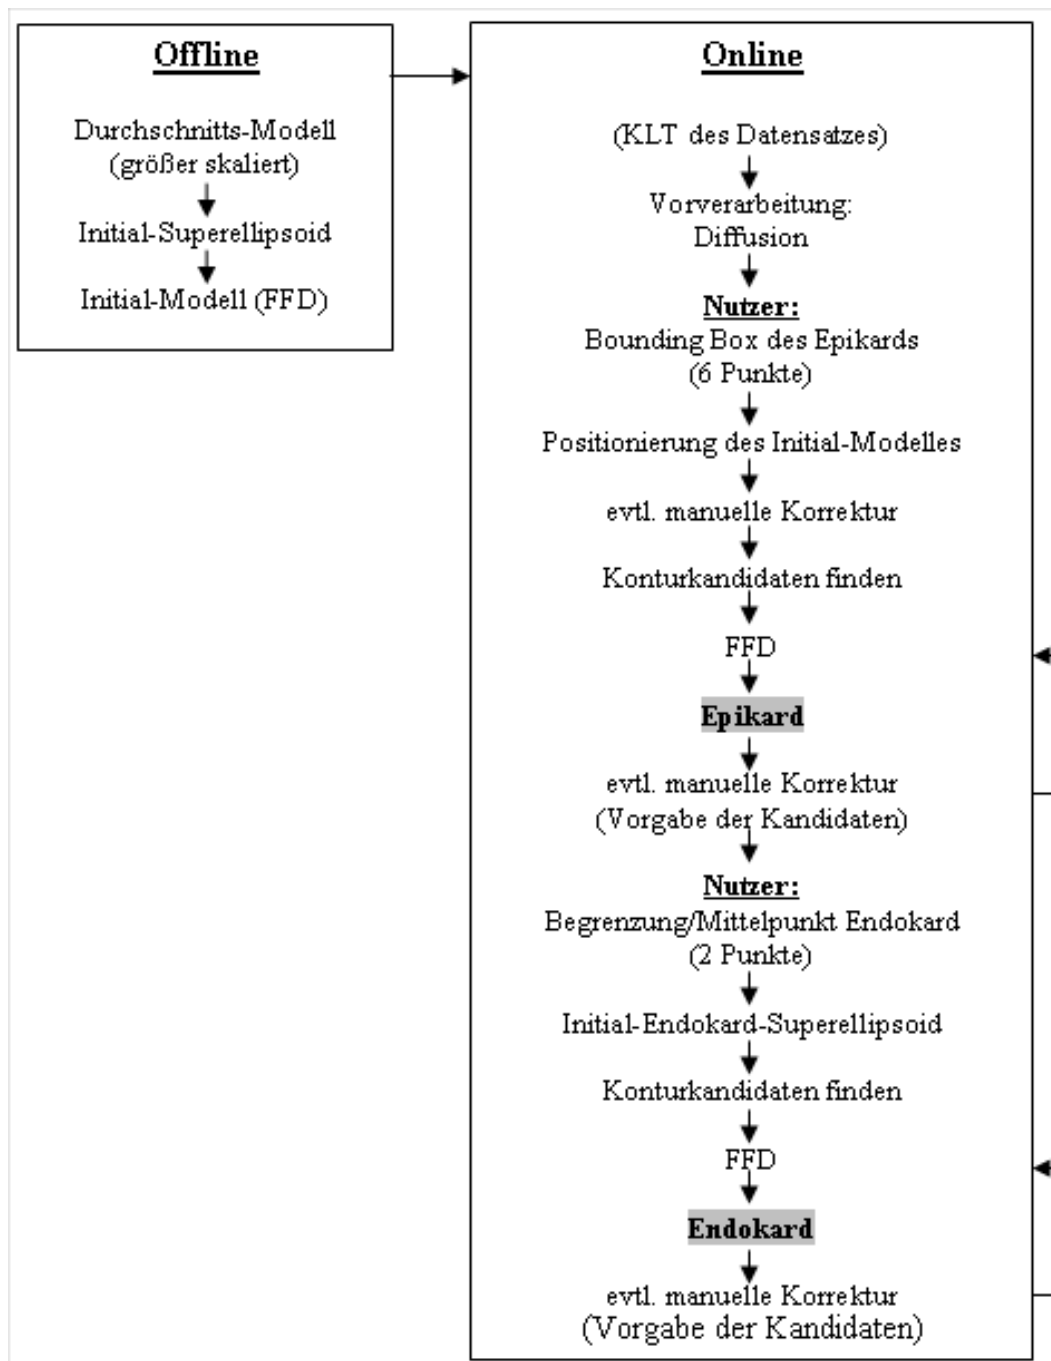 Offline
Durchschnitts-Modell
(größer skaliert)
Initial-Superellipsoid
Initial-Modell (FFD)
Online
(KLT des Datensatzes)
Vorverarbeitung:
Diffusion
Nutzer:
Bounding Box des Epikards
(6 Punkte)
Positionierung des Initial-Modelles
evtl. manuelle Korrektur
Konturkandidaten finden
FFD
Epikard
evtl. manuelle Korrektur
(Vorgabe der Kandidaten)
Nutzer:
Begrenzung/Mittelpunkt Endokard
(2 Punkte)
Initial-Endokard-Superellipsoid
Konturkandidaten finden
FFD
Endokard
evtl. manuelle Korrektur
(Vorgabe der Kandidaten)